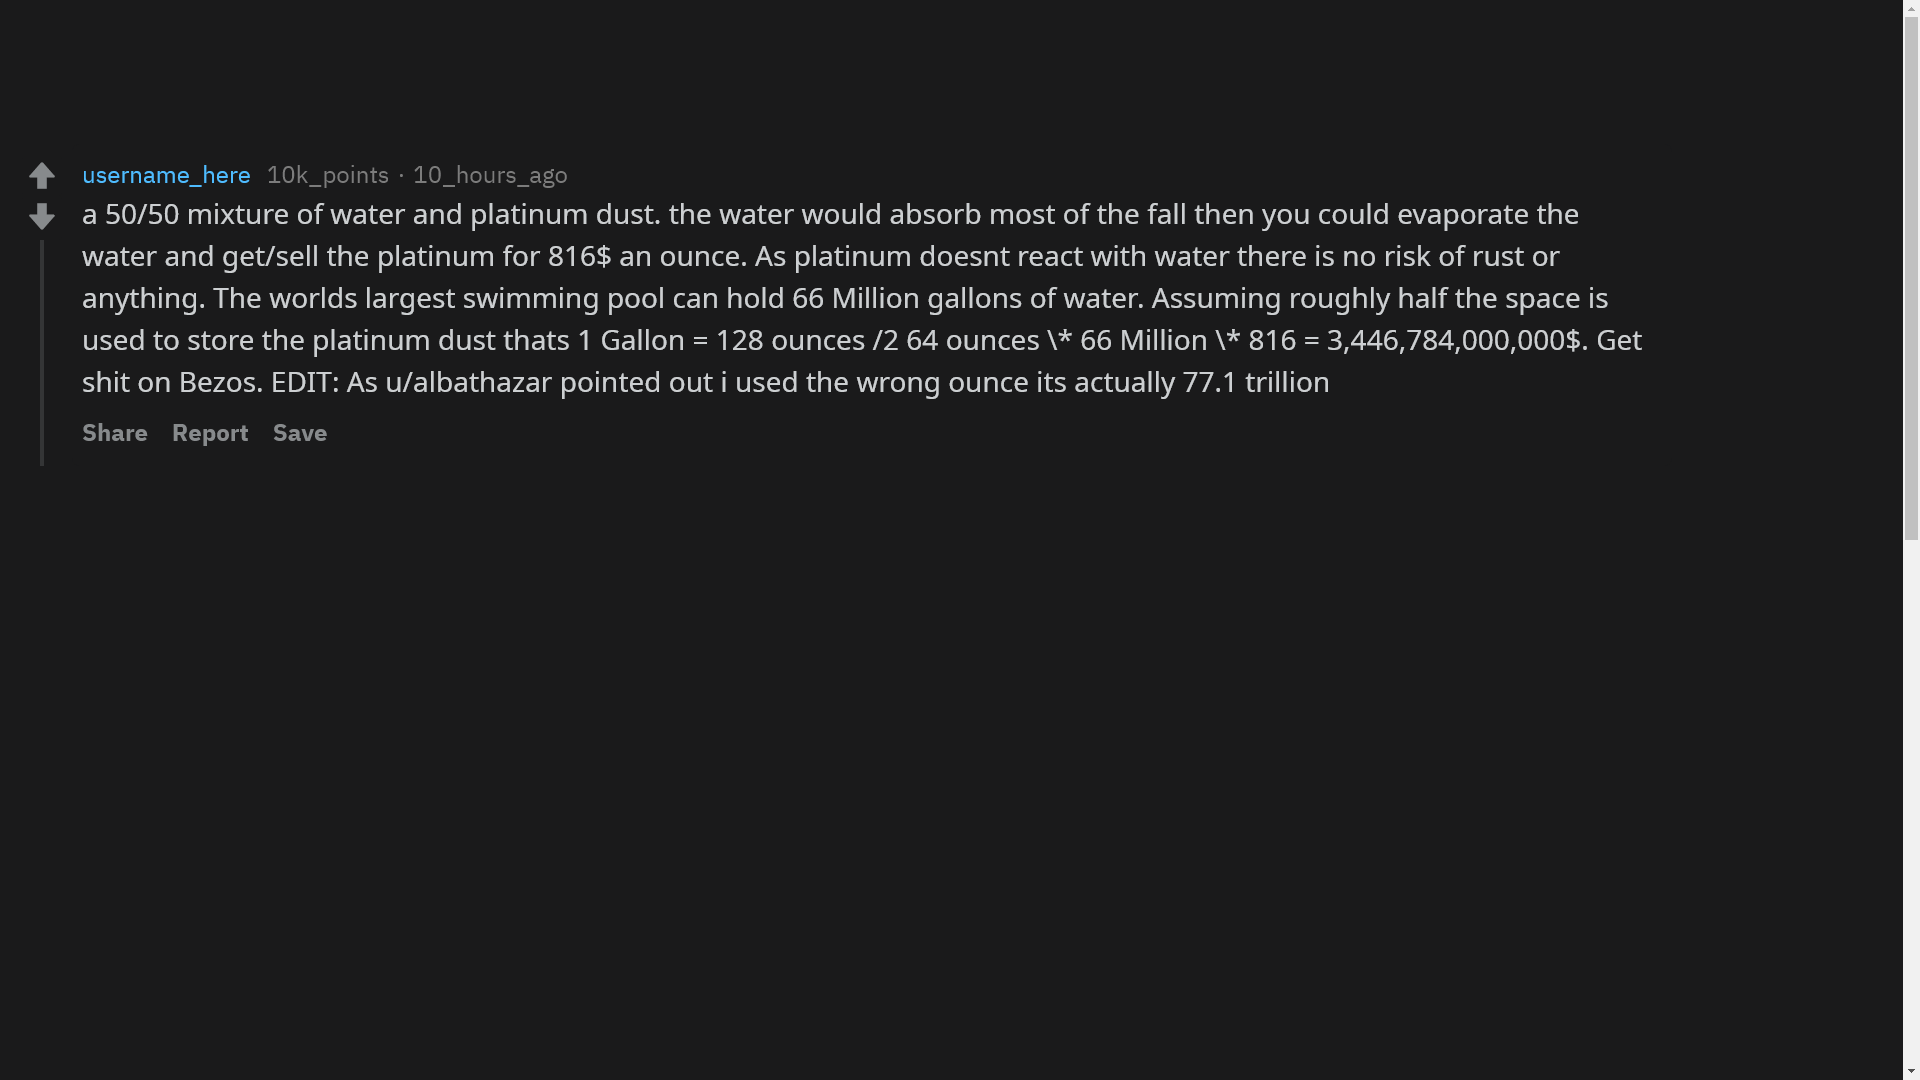 username_here 10k_points · 10_hours_ago
a 50/50 mixture of water and platinum dust. the water would absorb most of the fall then you could evaporate the
water and get/sell the platinum for 816$ an ounce. As platinum doesnt react with water there is no risk of rust or
anything. The worlds largest swimming pool can hold 66 Million gallons of water. Assuming roughly half the space is
used to store the platinum dust thats 1 Gallon = 128 ounces /2 64 ounces \* 66 Million \* 816 = 3,446,784,000,000$. Get
shit on Bezos. EDIT: As u/albathazar pointed out i used the wrong ounce its actually 77.1 trillion
Share Report Save